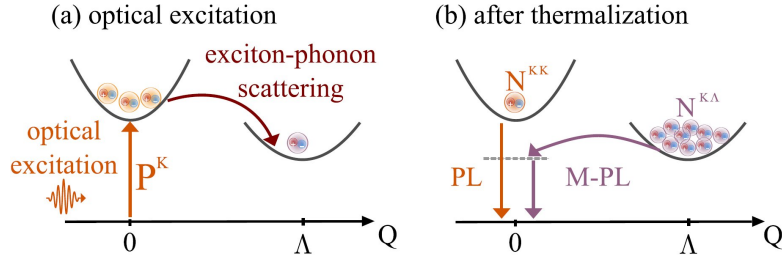 (a) optical excitation
exciton-phonon
scattering
optical
excitation
P^K
0
Λ
Q
(b) after thermalization
N^KK
N^KΛ
PL
M-PL
0
Λ
Q